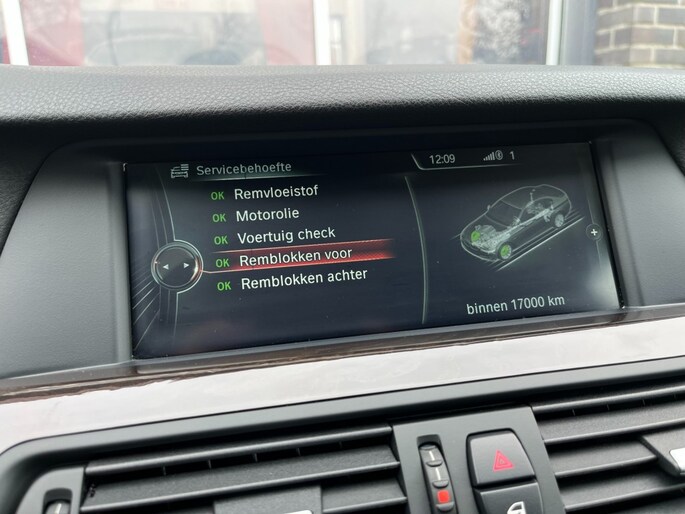 Servicebehoefte
12:09
1
OK Remvloeistof
OK Motorolie
OK Voertuig check
OK Remblokken voor
OK Remblokken achter
binnen 17000 km